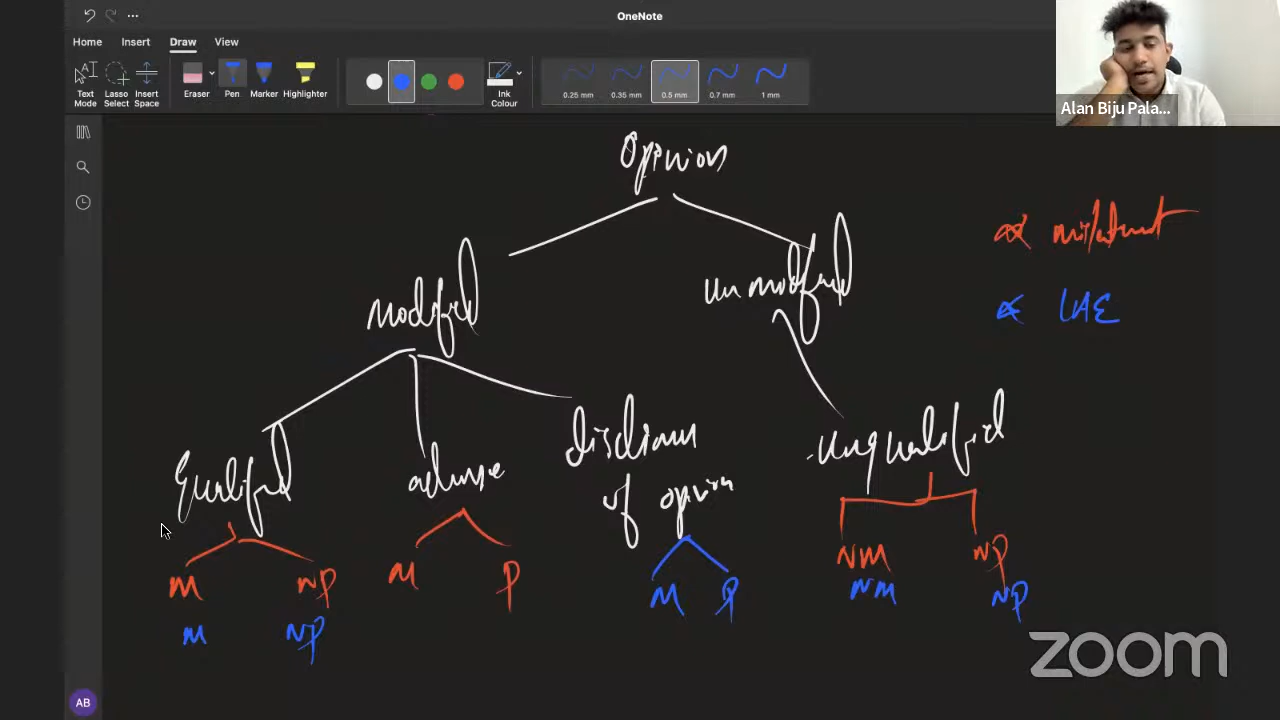 OneNote
Home Insert Draw View
Text Mode
Lasso Select
Insert Space
Eraser
Pen
Marker
Highlighter
Ink Colour
0.25 mm
0.35 mm
0.5 mm
0.7 mm
1 mm
Alan Biju Pala...
Opinion
modified
unmodified
misstatement
LAE
Qualified
adverse
disclaimer
of opinion
unqualified
M NP
M P
NM NP
M NP
M P
NM NP
zoom
AB